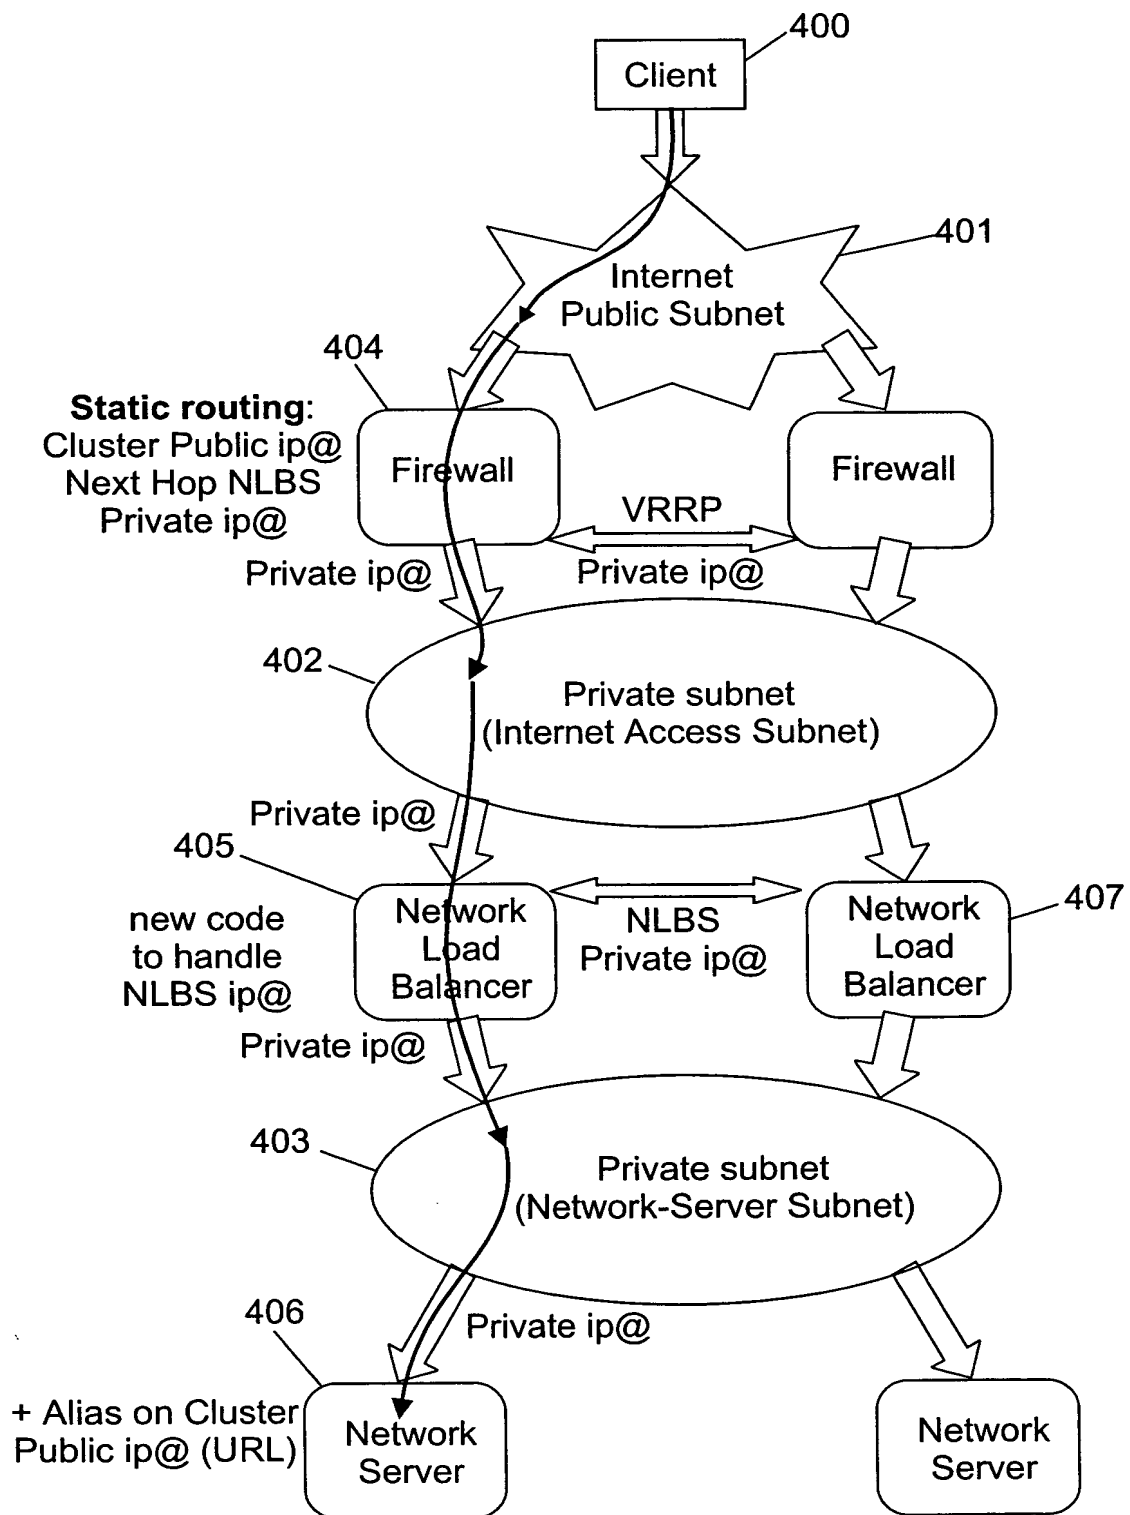 400
Client
401
Internet
Public Subnet
404
Static routing:
Cluster Public ip@
Next Hop NLBS
Private ip@
Firewall
Firewall
VRRP
Private ip@
Private ip@
402
Private subnet
(Internet Access Subnet)
Private ip@
405
new code
to handle
NLBS ip@
Network
Load
Balancer
NLBS
Private ip@
Network
Load
Balancer
407
Private ip@
403
Private subnet
(Network-Server Subnet)
406
Private ip@
+ Alias on Cluster
Public ip@ (URL)
Network
Server
Network
Server